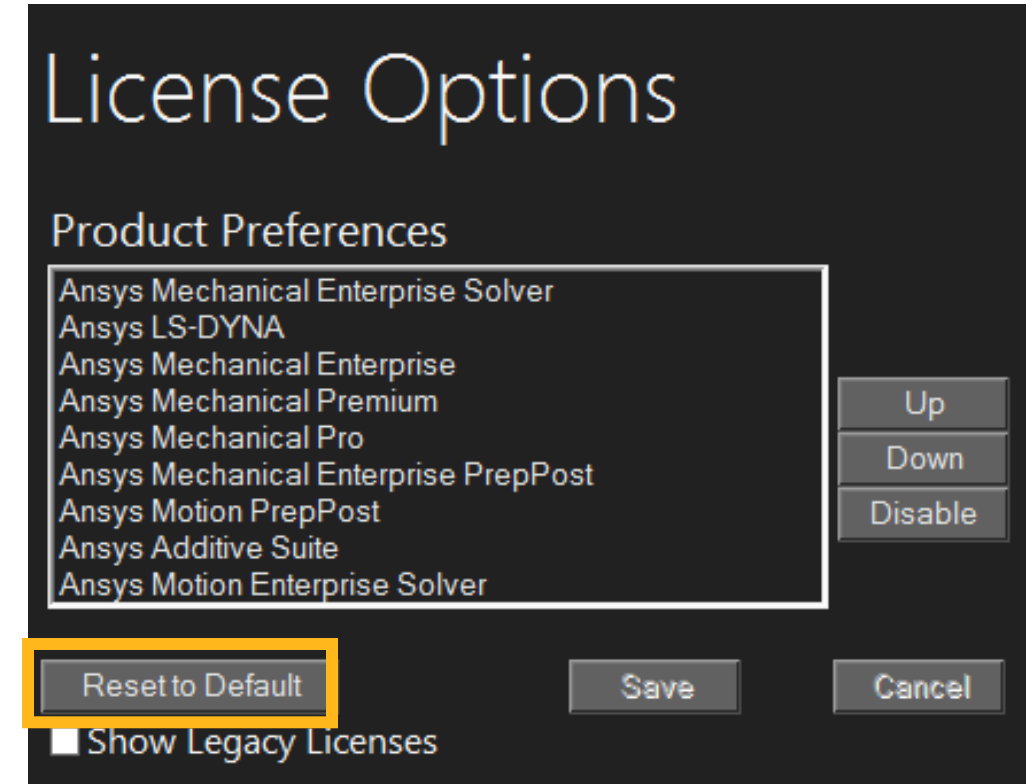 License Options
Product Preferences
Ansys Mechanical Enterprise Solver
Ansys LS-DYNA
Ansys Mechanical Enterprise
Ansys Mechanical Premium
Ansys Mechanical Pro
Ansys Mechanical Enterprise PrepPost
Ansys Motion PrepPost
Ansys Additive Suite
Ansys Motion Enterprise Solver
Up
Down
Disable
Reset to Default
Save
Cancel
Show Legacy Licenses